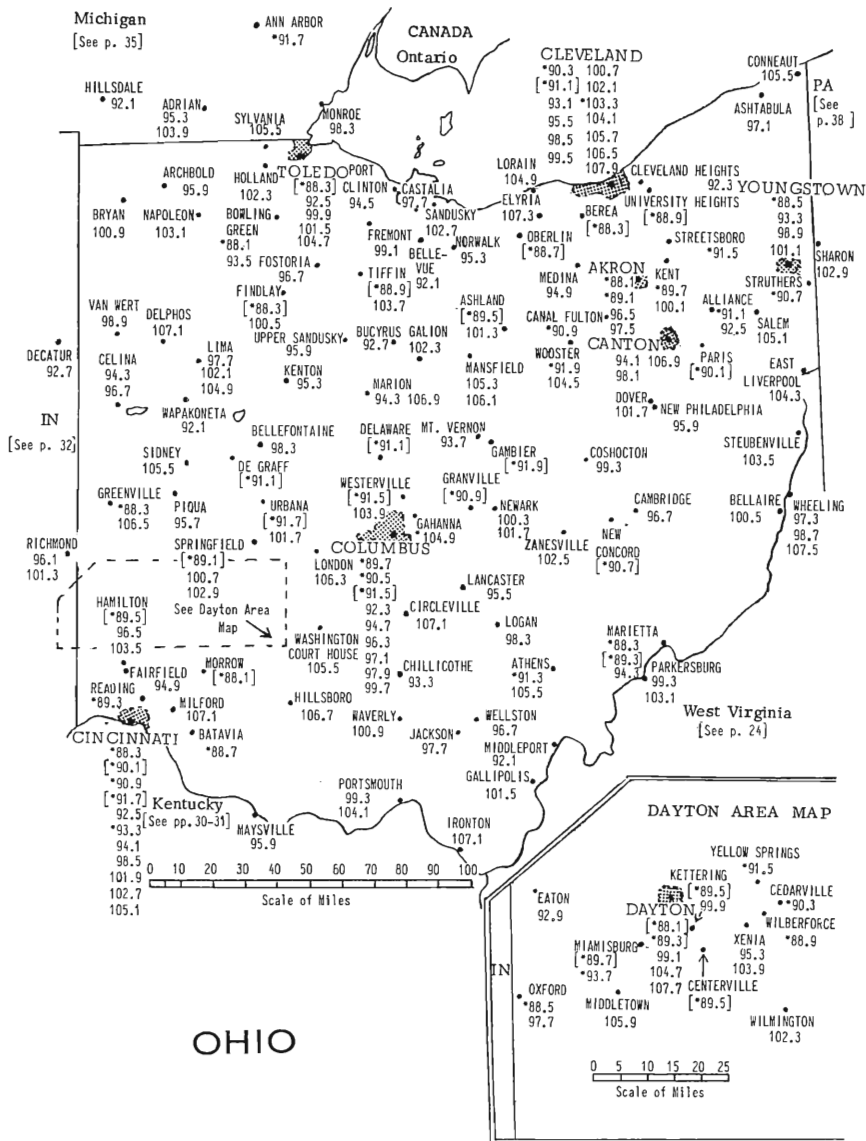 Michigan
[See p. 35]
ANN ARBOR
*91.7
CANADA
Ontario
HILLSDALE
92.1
ADRIAN
95.3
103.9
SYLVANIA
105.5
MONROE
98.3
CLEVELAND
*90.3 100.7
[*91.1] 102.1
93.1 *103.3
95.5 104.1
98.5 105.7
99.5 106.5
107.9
CONNEAUT
105.5
PA
[See
p.38]
ASHTABULA
97.1
ARCHBOLD
95.9
HOLLAND
102.3
TOLEDO
[*88.3]
92.5
99.9
101.5
104.7
PORT
CLINTON
94.5
CASTALIA
97.7
LORAIN
104.9
CLEVELAND HEIGHTS
92.3
YOUNGSTOWN
*88.5
93.3
98.9
101.1
BRYAN
100.9
NAPOLEON
103.1
BOWLING
GREEN
*88.1
93.5
SANDUSKY
102.7
ELYRIA
107.3
BEREA
[*88.3]
UNIVERSITY HEIGHTS
[*88.9]
FREMONT
99.1
BELLE-
VUE
92.1
NORWALK
95.3
OBERLIN
[*88.7]
STREETSBORO
*91.5
SHARON
102.9
FOSTORIA
96.7
TIFFIN
[*88.9]
103.7
MEDINA
94.9
AKRON
*88.1
*89.1
96.5
97.5
KENT
*89.7
100.1
STRUTHERS
*90.7
FINDLAY
[*88.3]
100.5
ASHLAND
[*89.5]
101.3
ALLIANCE
*91.1
92.5
SALEM
105.1
VAN WERT
98.9
DELPHOS
107.1
UPPER SANDUSKY
95.9
BUCYRUS
92.7
GALION
102.3
CANAL FULTON
*90.9
CANTON
94.1 106.9
98.1
DECATUR
92.7
CELINA
94.3
96.7
LIMA
97.7
102.1
104.9
KENTON
95.3
MANSFIELD
105.3
106.1
WOOSTER
*91.9
104.5
PARIS
[*90.1]
EAST
LIVERPOOL
104.3
WAPAKONETA
92.1
MARION
94.3 106.9
DOVER
101.7
NEW PHILADELPHIA
95.9
IN
[See p. 32]
BELLEFONTAINE
98.3
DELAWARE
[*91.1]
MT. VERNON
93.7
GAMBIER
[*91.9]
STEUBENVILLE
103.5
SIDNEY
105.5
DE GRAFF
[*91.1]
COSHOCTON
99.3
GREENVILLE
*88.3
106.5
PIQUA
95.7
URBANA
[*91.7]
101.7
WESTERVILLE
[*91.5]
103.9
GRANVILLE
[*90.9]
NEWARK
100.3
101.7
CAMBRIDGE
96.7
BELLAIRE
100.5
WHEELING
97.3
98.7
107.5
GAHANNA
104.9
RICHMOND
96.1
101.3
SPRINGFIELD
[*89.1]
100.7
102.9
LONDON
106.3
COLUMBUS
*89.7
*90.5
[*91.5]
92.3
94.7
96.3
97.1
97.9
99.7
ZANESVILLE
102.5
NEW
CONCORD
[*90.7]
HAMILTON
[*89.5]
96.5
103.5
See Dayton Area
Map
LANCASTER
95.5
CIRCLEVILLE
107.1
LOGAN
98.3
WASHINGTON
COURT HOUSE
105.5
MARIETTA
*88.3
[*89.3]
94.3
FAIRFIELD
94.9
MORROW
[*88.1]
CHILLICOTHE
93.3
ATHENS
*91.3
105.5
PARKERSBURG
99.3
103.1
READING
*89.3
MILFORD
107.1
HILLSBORO
106.7
WAVERLY
100.9
WELLSTON
96.7
West Virginia
[See p. 24]
JACKSON
97.7
CINCINNATI
*88.3
[*90.1]
*90.9
[*91.7]
92.5
*93.3
94.1
98.5
101.9
102.7
105.1
BATAVIA
*88.7
MIDDLEPORT
92.1
GALLIPOLIS
101.5
Kentucky
[See pp.30-31]
MAYSVILLE
95.9
PORTSMOUTH
99.3
104.1
IRONTON
107.1
0 10 20 30 40 50 60 70 80 90 100
Scale of Miles
OHIO
DAYTON AREA MAP
YELLOW SPRINGS
*91.5
KETTERING
[*89.5]
99.9
CEDARVILLE
*90.3
EATON
92.9
DAYTON
[*88.1]
*89.3
99.1
104.7
107.7
WILBERFORCE
*88.9
XENIA
95.3
103.9
MIAMISBURG
[*89.7]
*93.7
IN
OXFORD
*88.5
97.7
MIDDLETOWN
105.9
CENTERVILLE
[*89.5]
WILMINGTON
102.3
0 5 10 15 20 25
Scale of Miles